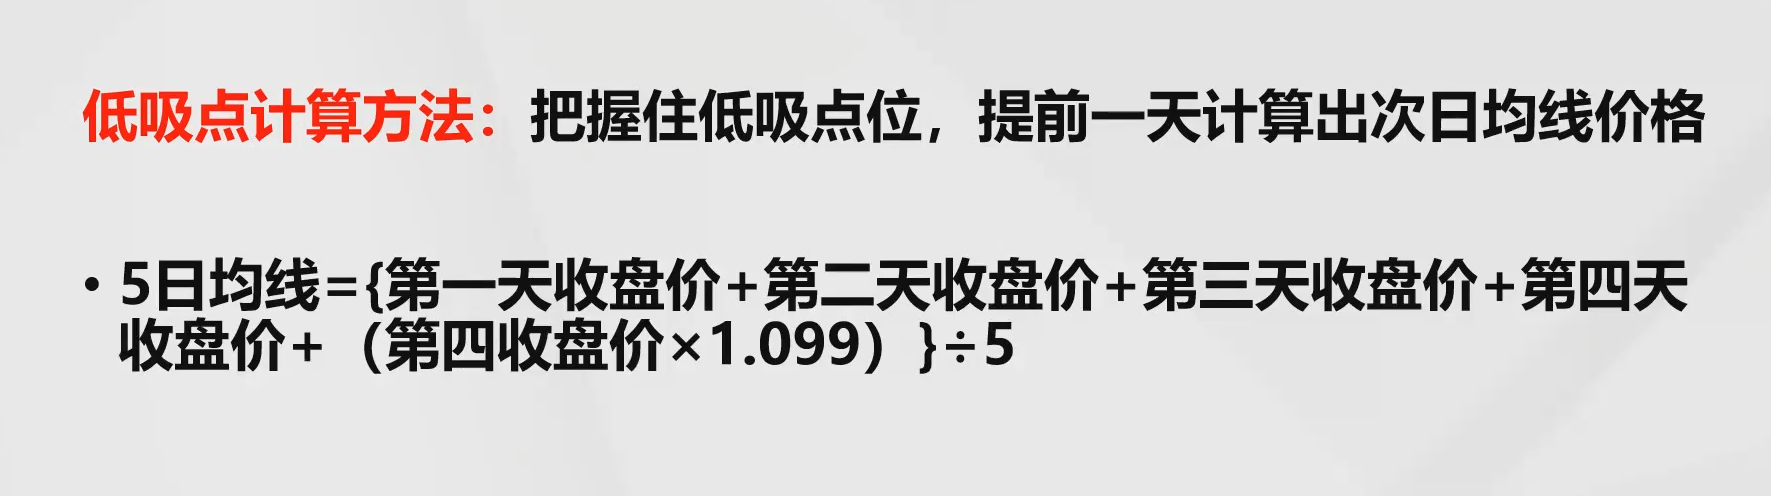 低吸点计算方法：把握住低吸点位，提前一天计算出次日均线价格
• 5日均线={第一天收盘价+第二天收盘价+第三天收盘价+第四天
收盘价+（第四收盘价×1.099）}÷5